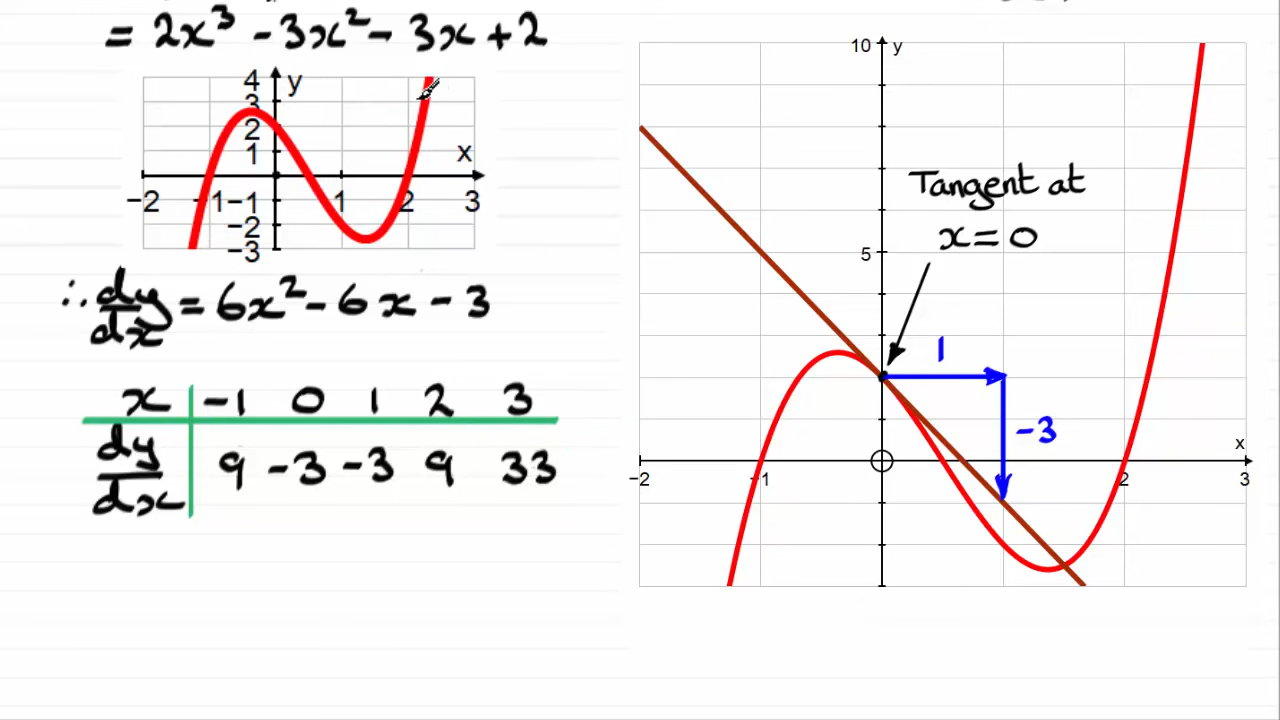 = 2x³ - 3x² - 3x + 2
4 y
3
2
1
x
-2 -1 1 2 3
-1
-2
-3
∴ dy/dx = 6x² - 6x - 3
x -1 0 1 2 3
dy/dx 9 -3 -3 9 33
10 y
Tangent at
x = 0
5
1
-3
x
-2 -1 2 3